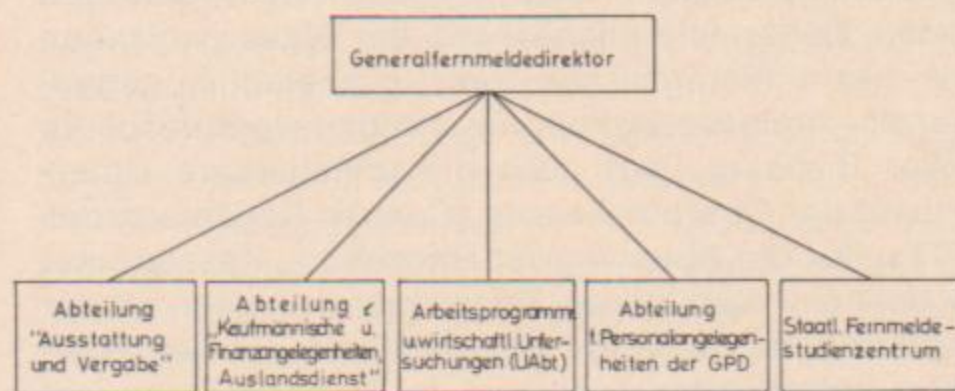 Generalfernmeldedirektor
Abteilung
"Ausstattung
und Vergabe"
Abteilung
"Kaufmännische u.
Finanzangelegenheiten,
Auslandsdienst"
Arbeitsprogramme
u.wirtschaftl. Unter-
suchungen (UAbt)
Abteilung
f. Personalangelegen-
heiten der GPD
Staatl. Fernmelde-
studienzentrum